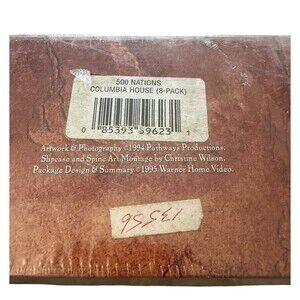 500 NATIONS
COLUMBIA HOUSE (8-PACK)
0 85393 39623 1
Artwork & Photography ©1994 Pathways Productions.
Slipcase and Spine Art Montage by Christine Wilson.
Package Design & Summary ©1995 Warner Home Video.